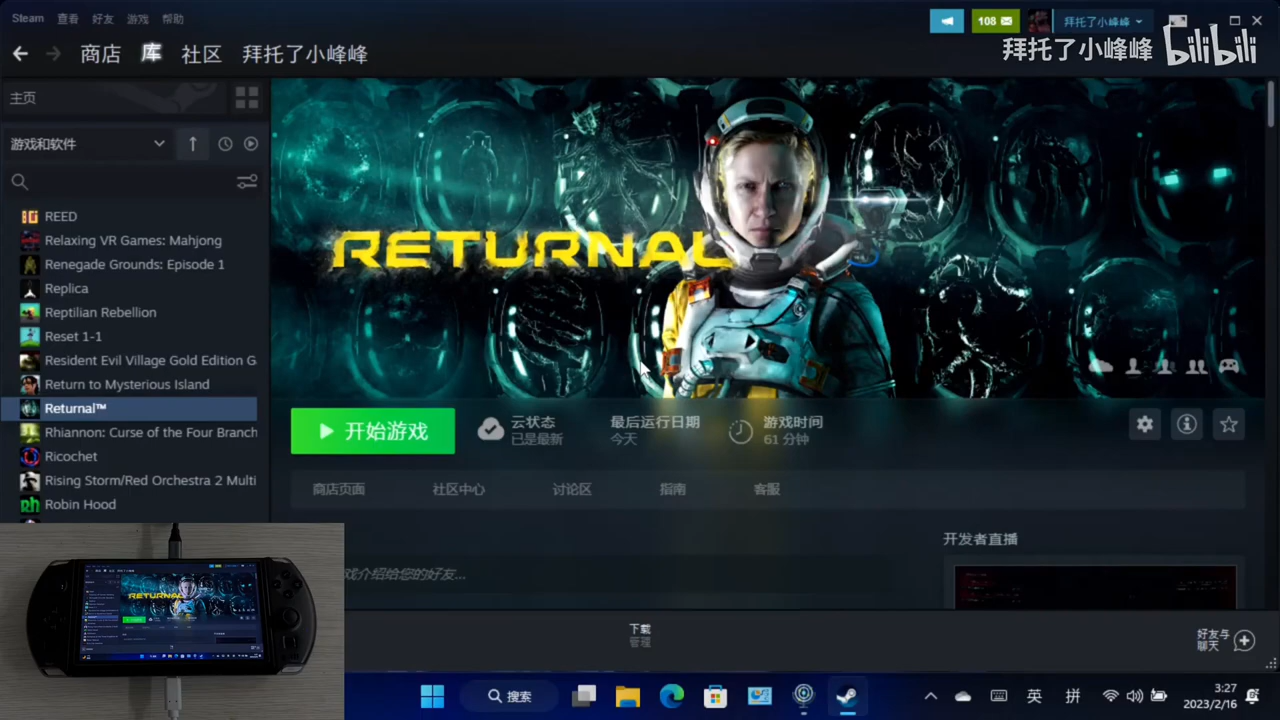 Steam 查看 好友 游戏 帮助
108
拜托了小峰峰
商店 库 社区 拜托了小峰峰
拜托了小峰峰 bilibili
主页
游戏和软件
REED
Relaxing VR Games: Mahjong
Renegade Grounds: Episode 1
Replica
Reptilian Rebellion
Reset 1-1
Resident Evil Village Gold Edition G
Return to Mysterious Island
Returnal™
Rhiannon: Curse of the Four Branch
Ricochet
Rising Storm/Red Orchestra 2 Multi
Robin Hood
RETURNAL
开始游戏
云状态
已是最新
最后运行日期
今天
游戏时间
61 分钟
商店页面 社区中心 讨论区 指南 客服
开发者直播
戏介绍给您的好友...
下载
管理
好友与
聊天
RETURNAL
搜索
英 拼
3:27
2023/2/16